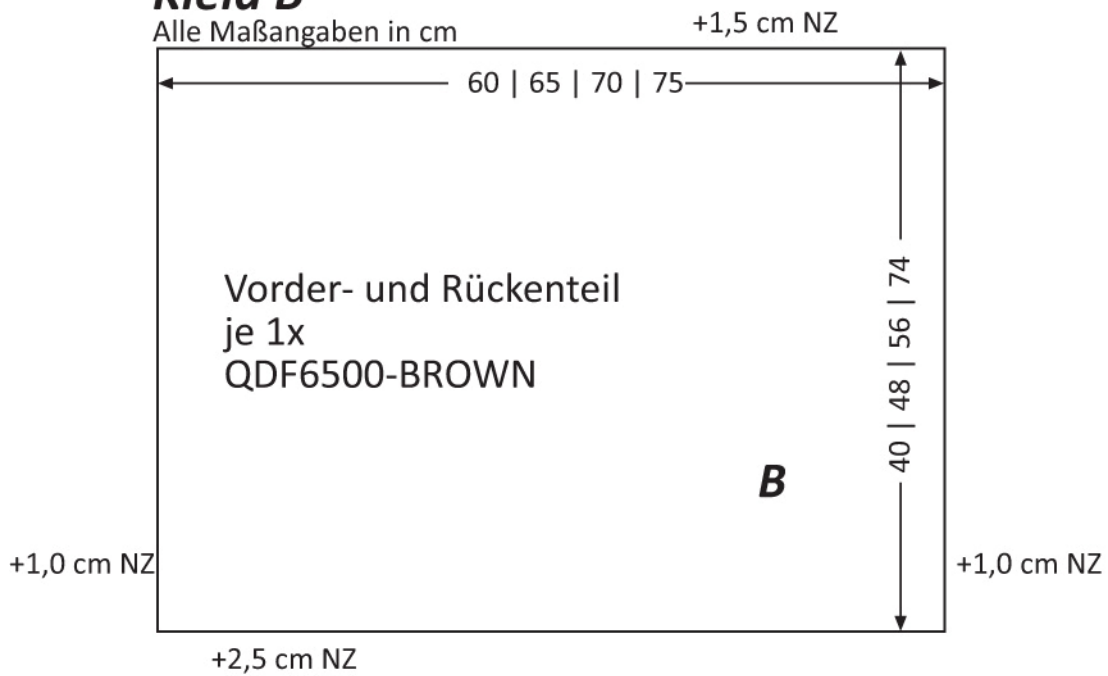 Kleid B
Alle Maßangaben in cm
+1,5 cm NZ
60 | 65 | 70 | 75
Vorder- und Rückenteil
je 1x
QDF6500-BROWN
40 | 48 | 56 | 74
B
+1,0 cm NZ
+1,0 cm NZ
+2,5 cm NZ